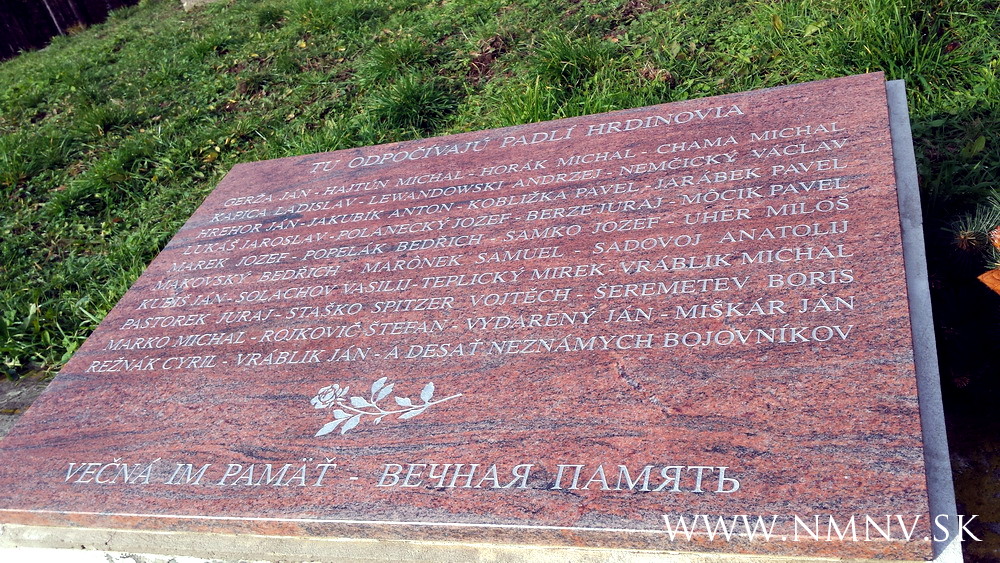 TU ODPOČÍVAJÚ PADLÍ HRDINOVIA
GERŽA JÁN - HAJTÚN MICHAL - HORÁK MICHAL - CHAMA MICHAL
KAPICA LADISLAV - LEWANDOWSKI ANDRZEJ - NEMČICKÝ VÁCLAV
HREHOR JÁN - JAKUBÍK ANTON - KOBLIŽKA PAVEL - JARÁBEK PAVEL
LUKÁŠ JAROSLAV - POLANECKÝ JOZEF - BERZE JURAJ - MÔCIK PAVEL
MAREK JOZEF - POPELÁK BEDŘICH - SAMKO JOZEF - UHER MILOŠ
MAKOVSKÝ BEDŘICH - MARÔNEK SAMUEL SADOVOJ ANATOLIJ
KUBIŠ JÁN - SOLACHOV VASILII - TEPLICKÝ MIREK - VRÁBLIK MICHAL
PASTOREK JURAJ - STAŠKO SPITZER VOJTĚCH - ŠEREMETEV BORIS
MARKO MICHAL - ROJKOVIČ ŠTEFAN - VYDARENÝ JÁN - MIŠKÁR JÁN
REŽNÁK CYRIL - VRÁBLIK JÁN - A DESAŤ NEZNÁMYCH BOJOVNÍKOV
VEČNÁ IM PAMÄŤ - ВЕЧНАЯ ПАМЯТЬ
WWW.NMNV.SK